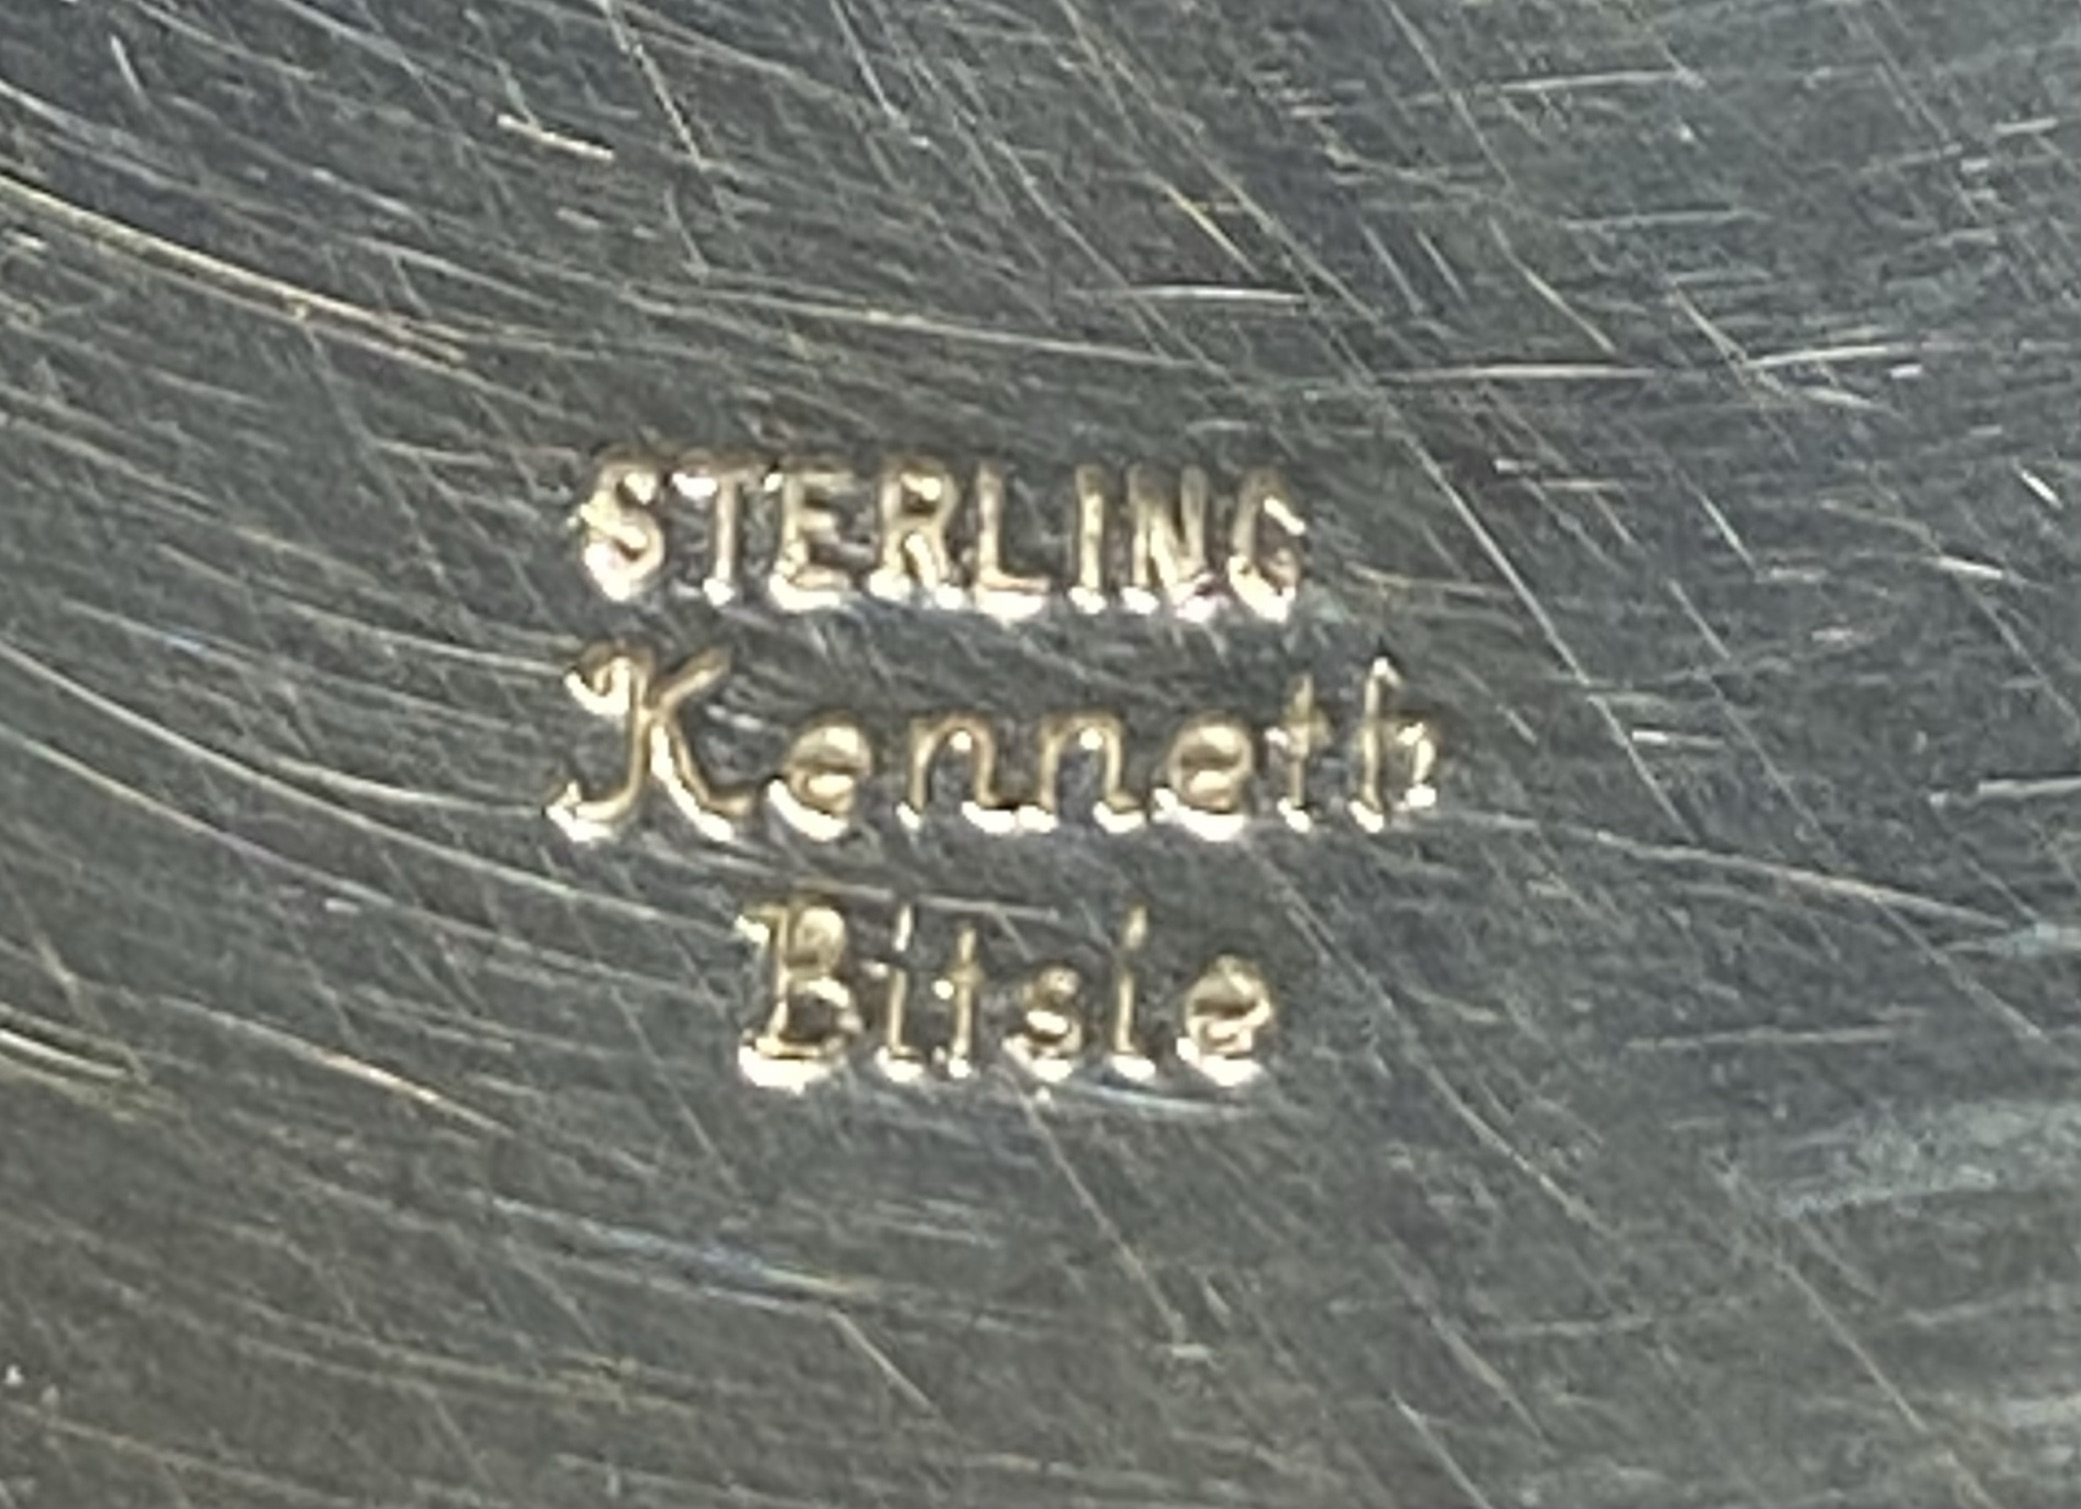 STERLING
Kenneth
Bitsie